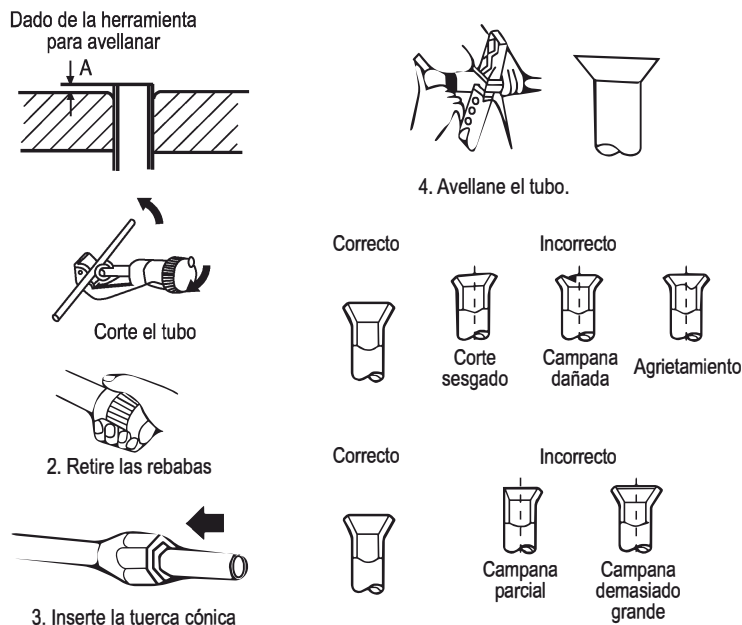 Dado de la herramienta
para avellanar
A
Corte el tubo
2. Retire las rebabas
3. Inserte la tuerca cónica
4. Avellane el tubo.
Correcto
Incorrecto
Corte
sesgado
Campana
dañada
Agrietamiento
Correcto
Incorrecto
Campana
parcial
Campana
demasiado
grande